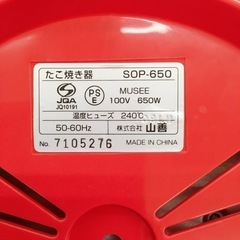 たこ焼き器 SOP-650
JQA
JQ10191
PS
E
MUSEE
100V 650W
温度ヒューズ 240℃
50-60Hz 株式会社 山善
No. 7105276 MADE IN CHINA